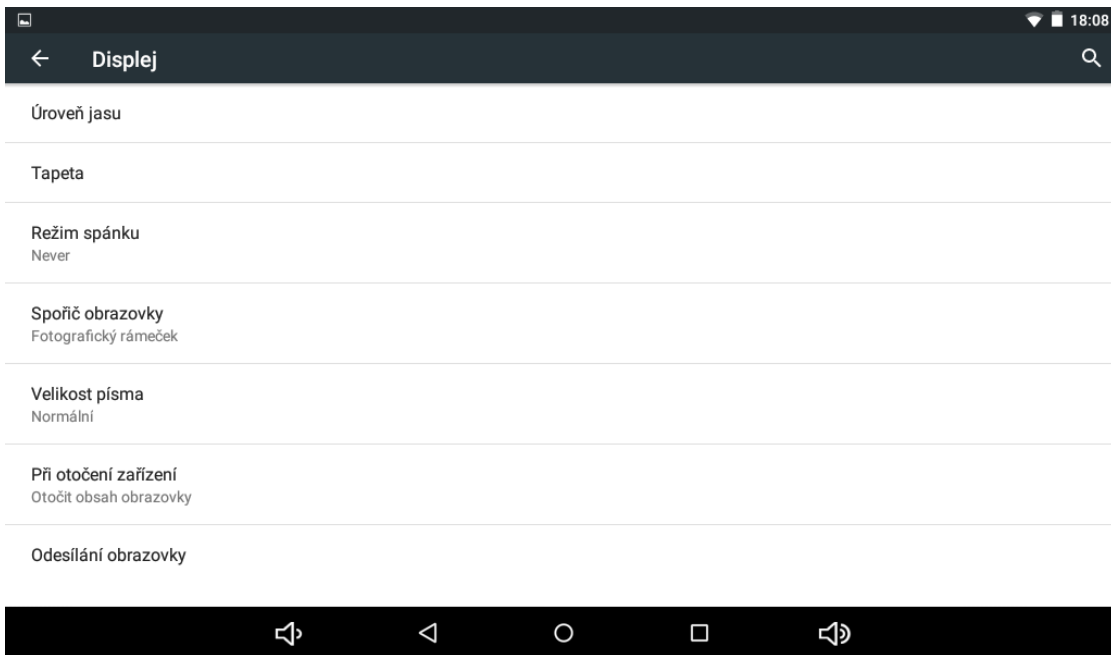 18:08
Displej
Úroveň jasu
Tapeta
Režim spánku
Never
Spořič obrazovky
Fotografický rámeček
Velikost písma
Normální
Při otočení zařízení
Otočit obsah obrazovky
Odesílání obrazovky